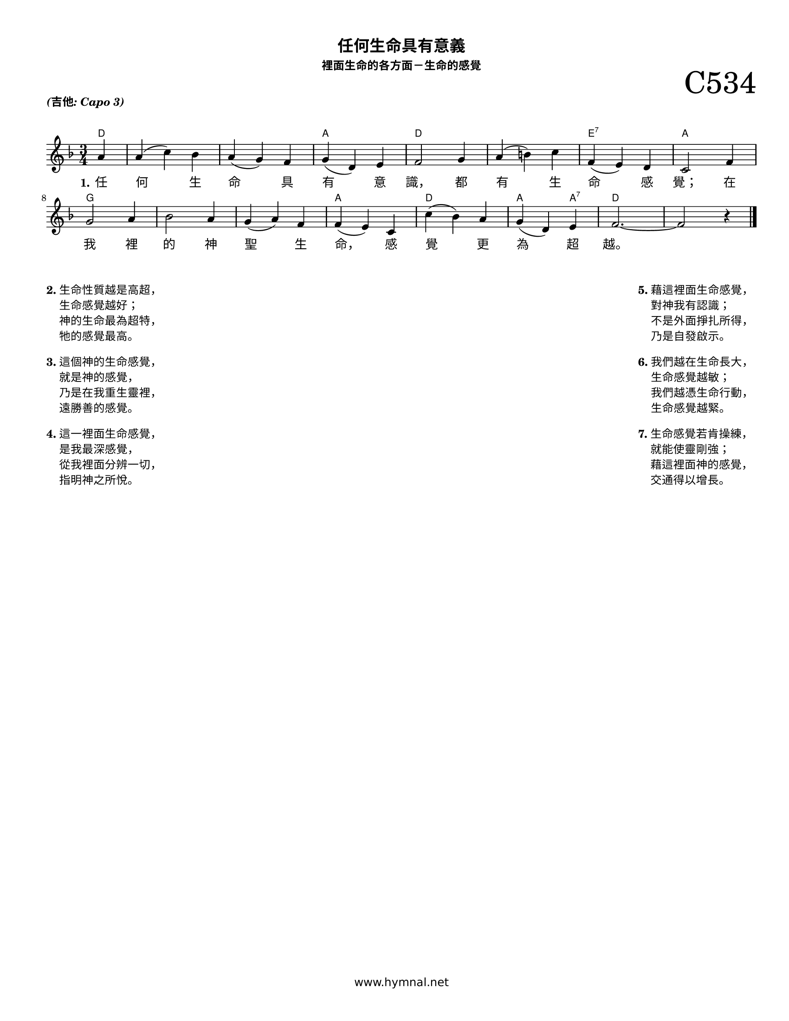 任何生命具有意義
裡面生命的各方面－生命的感覺
C534
(吉他: Capo 3)
D A D E7 A
3
4
1. 任 何 生 命 具 有 意 識， 都 有 生 命 感 覺； 在
8
G A D A A7 D
我 裡 的 神 聖 生 命， 感 覺 更 為 超 越。
2. 生命性質越是高超，
生命感覺越好；
神的生命最為超特，
牠的感覺最高。
3. 這個神的生命感覺，
就是神的感覺，
乃是在我重生靈裡，
遠勝善的感覺。
4. 這一裡面生命感覺，
是我最深感覺，
從我裡面分辨一切，
指明神之所悅。
5. 藉這裡面生命感覺，
對神我有認識；
不是外面掙扎所得，
乃是自發啟示。
6. 我們越在生命長大，
生命感覺越敏；
我們越憑生命行動，
生命感覺越緊。
7. 生命感覺若肯操練，
就能使靈剛強；
藉這裡面神的感覺，
交通得以增長。
www.hymnal.net